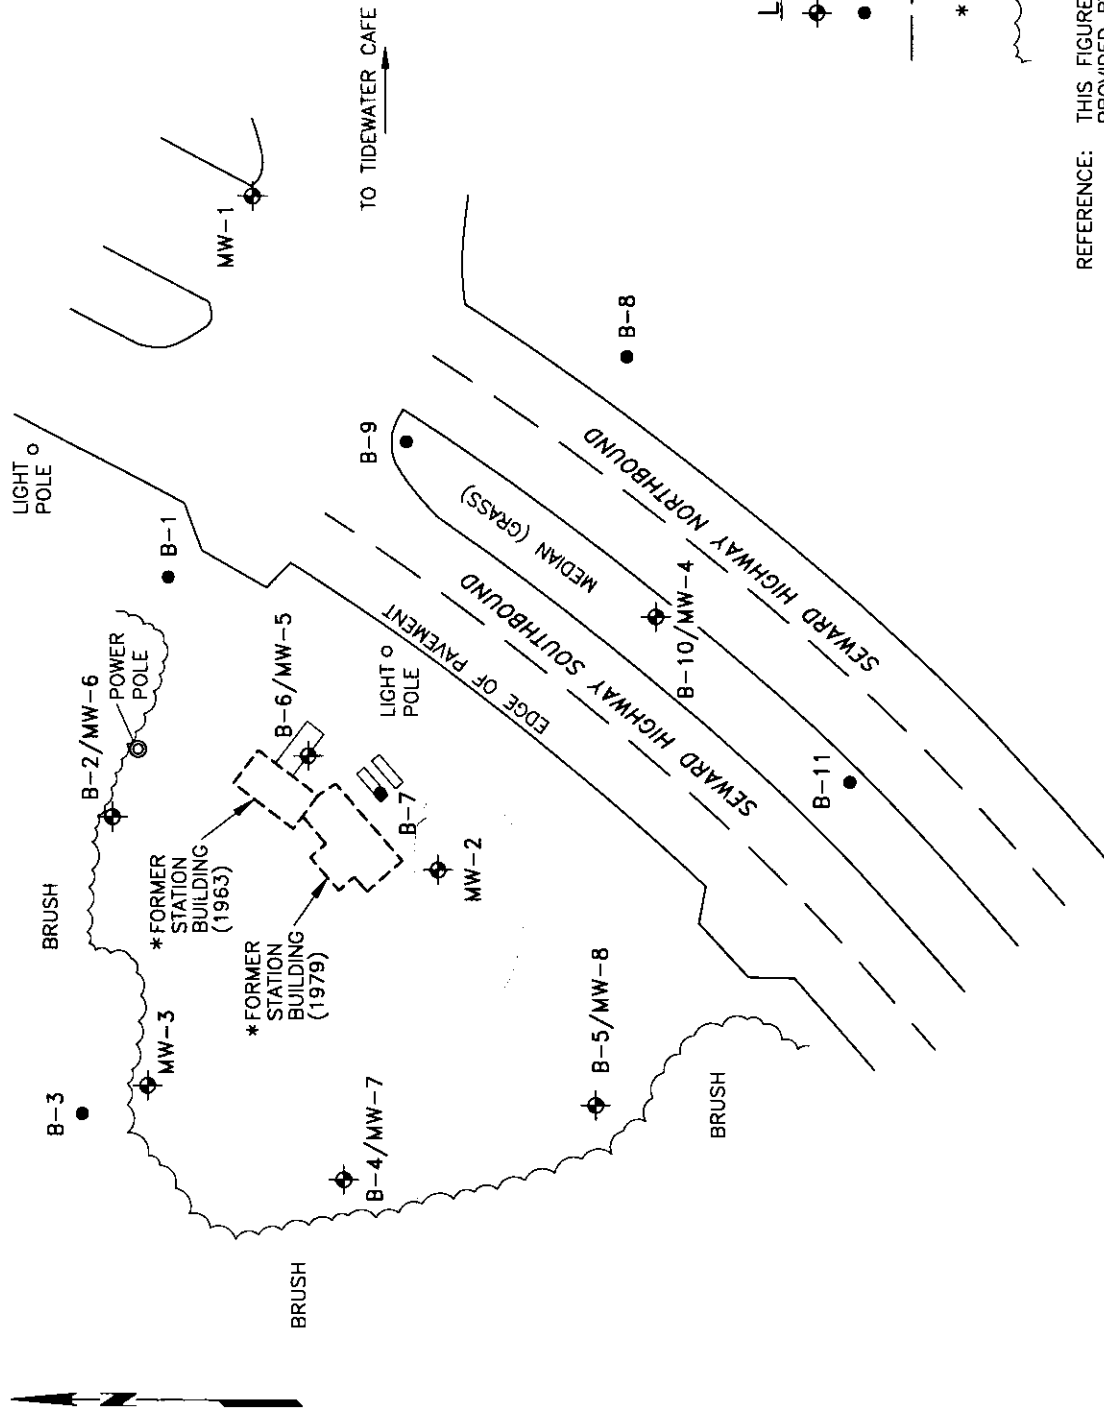 LIGHT
POLE
TO TIDEWATER CAFE
MW-1
B-1
B-2/MW-6
POWER
POLE
BRUSH
B-3
MW-3
*FORMER
STATION
BUILDING
(1963)
*FORMER
STATION
BUILDING
(1979)
B-6/MW-5
LIGHT
POLE
B-7
MW-2
B-4/MW-7
BRUSH
B-5/MW-8
BRUSH
EDGE OF PAVEMENT
SEWARD HIGHWAY SOUTHBOUND
MEDIAN (GRASS)
SEWARD HIGHWAY NORTHBOUND
B-9
B-8
B-10/MW-4
B-11
N
*
REFERENCE: THIS FIGURE